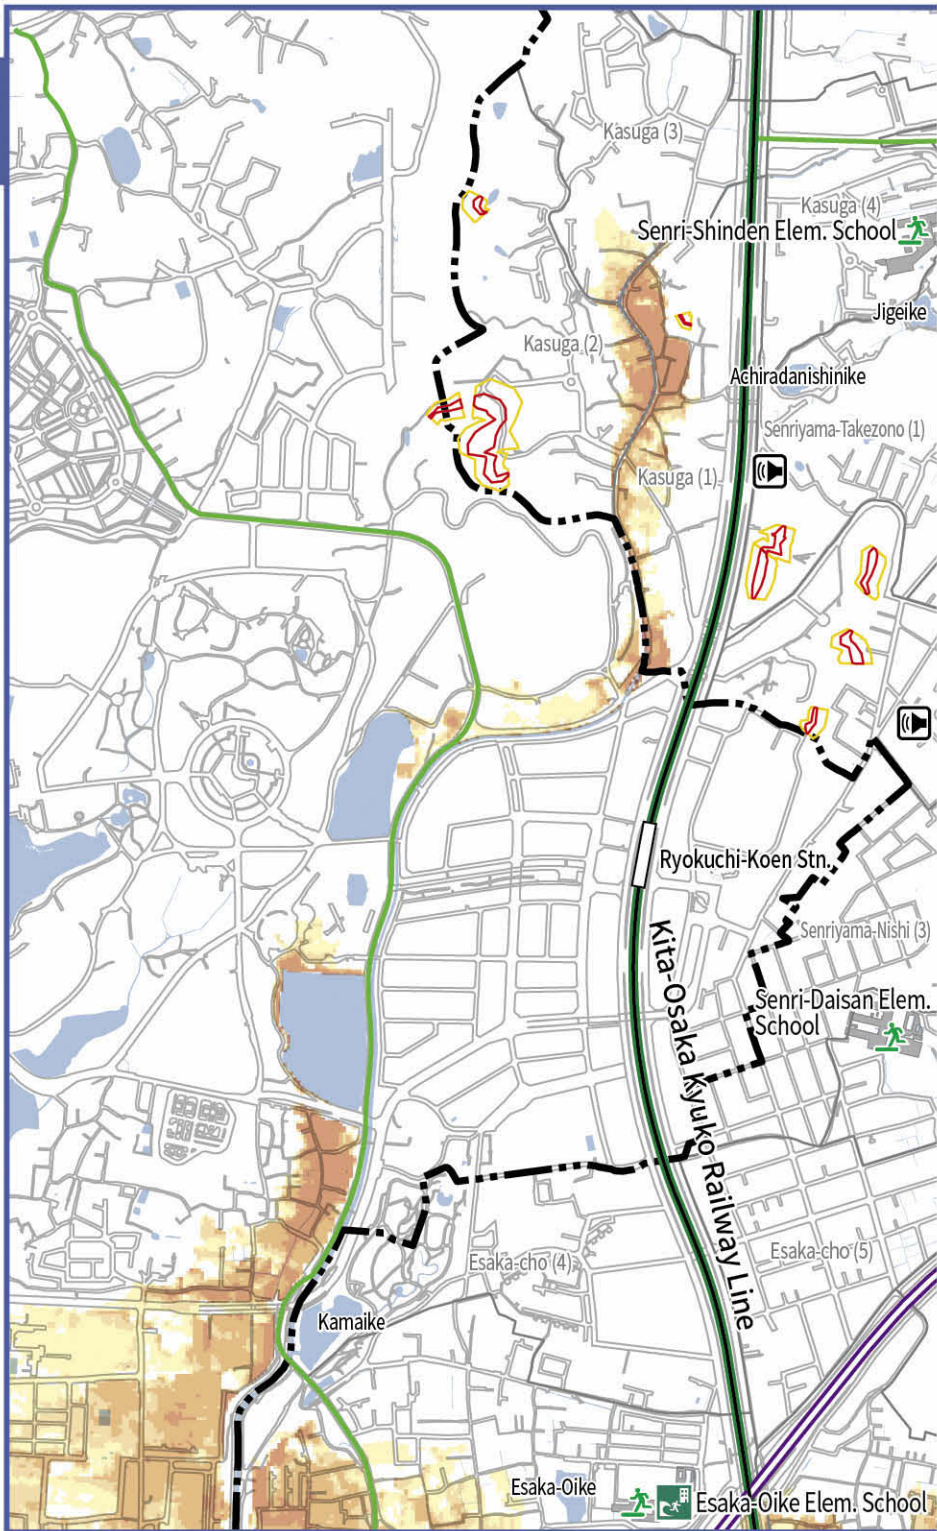 Kasuga (3)
Kasuga (4)
Senri-Shinden Elem. School
Jigeike
Kasuga (2)
Achiradanishinike
Senriyama-Takezono (1)
Kasuga (1)
Ryokuchi-Koen Stn.
Senriyama-Nishi (3)
Kita-Osaka Kyuko Railway Line
Senri-Daisan Elem.
School
Esaka-cho (4)
Esaka-cho (5)
Kamaike
Esaka-Oike
Esaka-Oike Elem. School